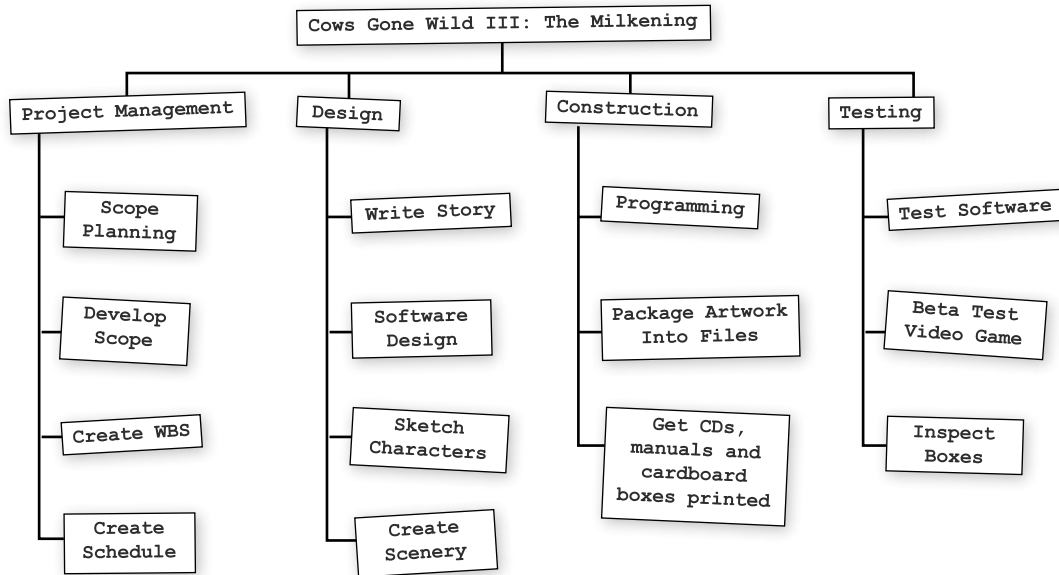 Cows Gone Wild III: The Milkening
Project Management
Design
Construction
Testing
Scope
Planning
Develop
Scope
Create WBS
Create
Schedule
Write Story
Software
Design
Sketch
Characters
Create
Scenery
Programming
Package Artwork
Into Files
Get CDs,
manuals and
cardboard
boxes printed
Test Software
Beta Test
Video Game
Inspect
Boxes